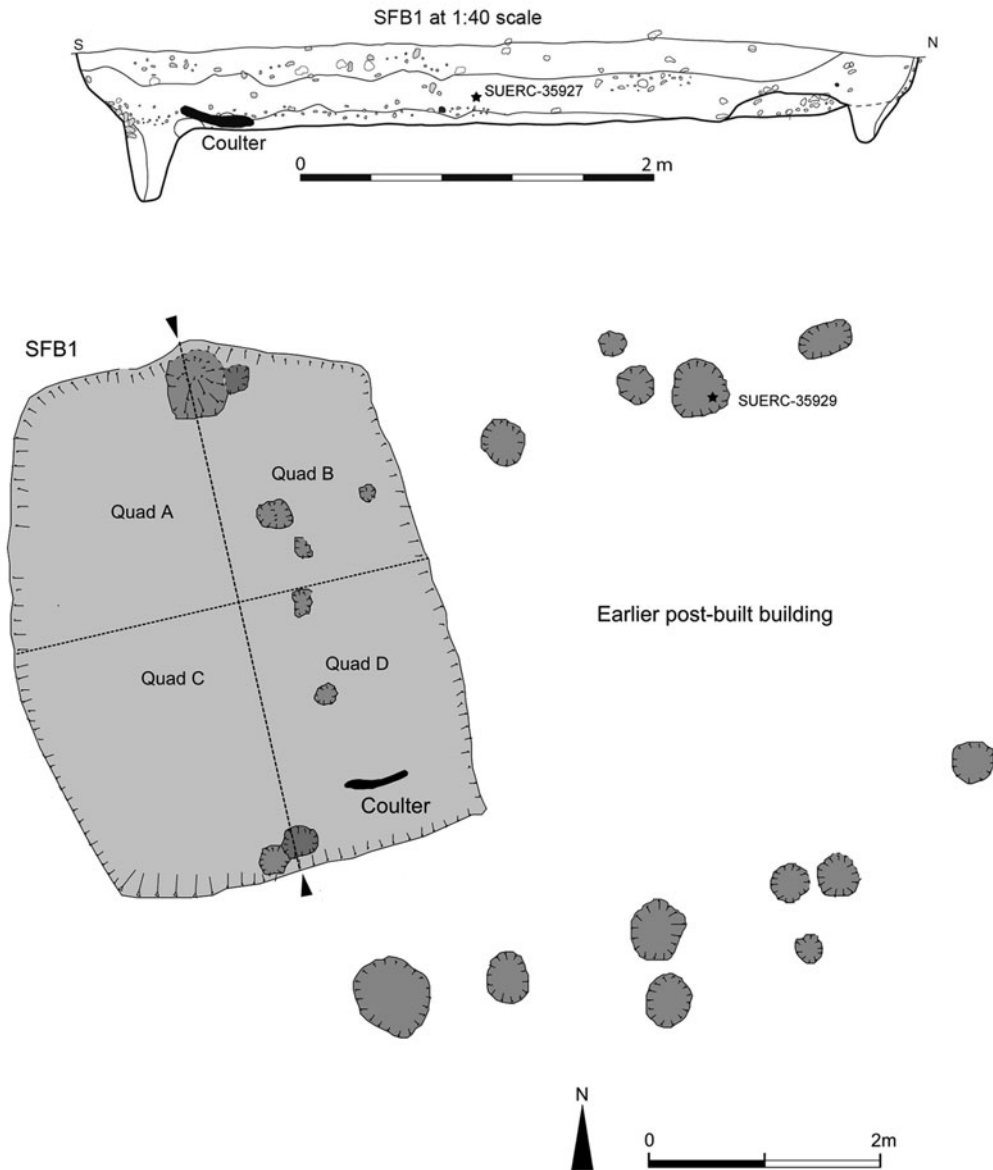 SFB1 at 1:40 scale
S
N
SUERC-35927
Coulter
0
2 m
SFB1
SUERC-35929
Quad B
Quad A
Earlier post-built building
Quad C
Quad D
Coulter
N
0
2m